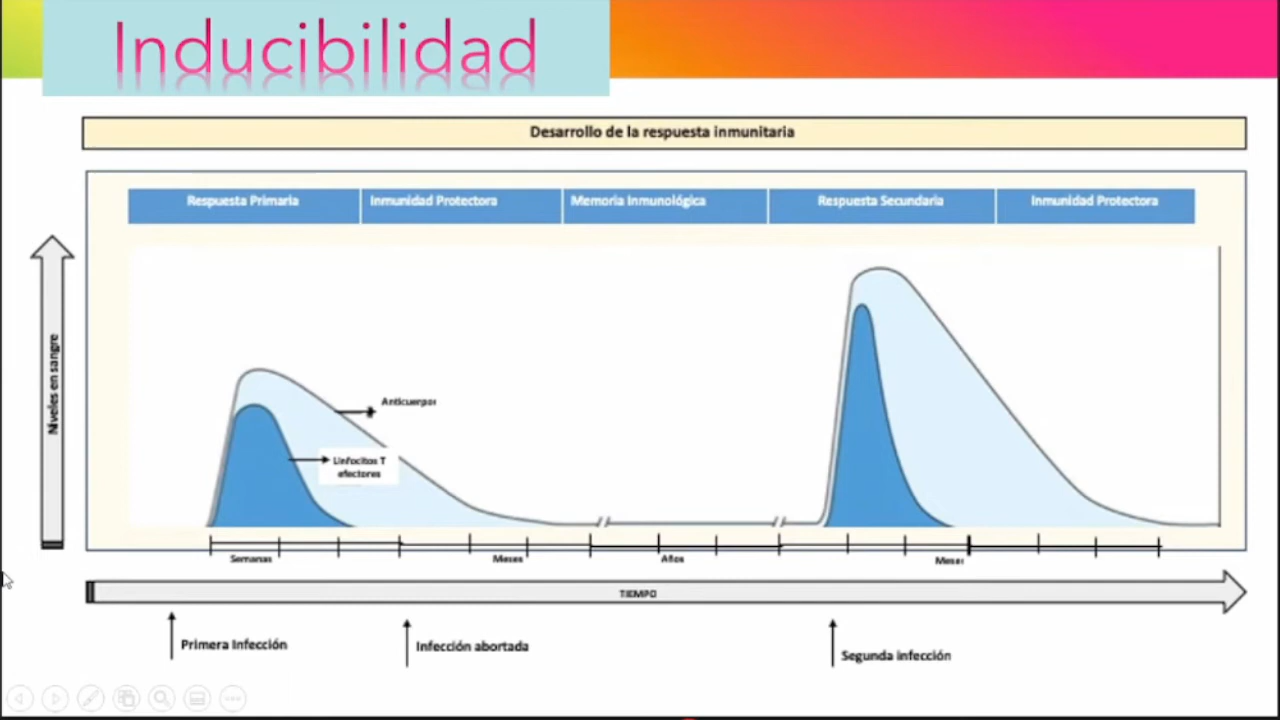 Inducibilidad
Desarrollo de la respuesta inmunitaria
Respuesta Primaria
Inmunidad Protectora
Memoria Inmunológica
Respuesta Secundaria
Inmunidad Protectora
Niveles en sangre
Anticuerpos
Linfocitos T
efectores
Semanas
Meses
Años
Meses
TIEMPO
Primera Infección
Infección abortada
Segunda infección